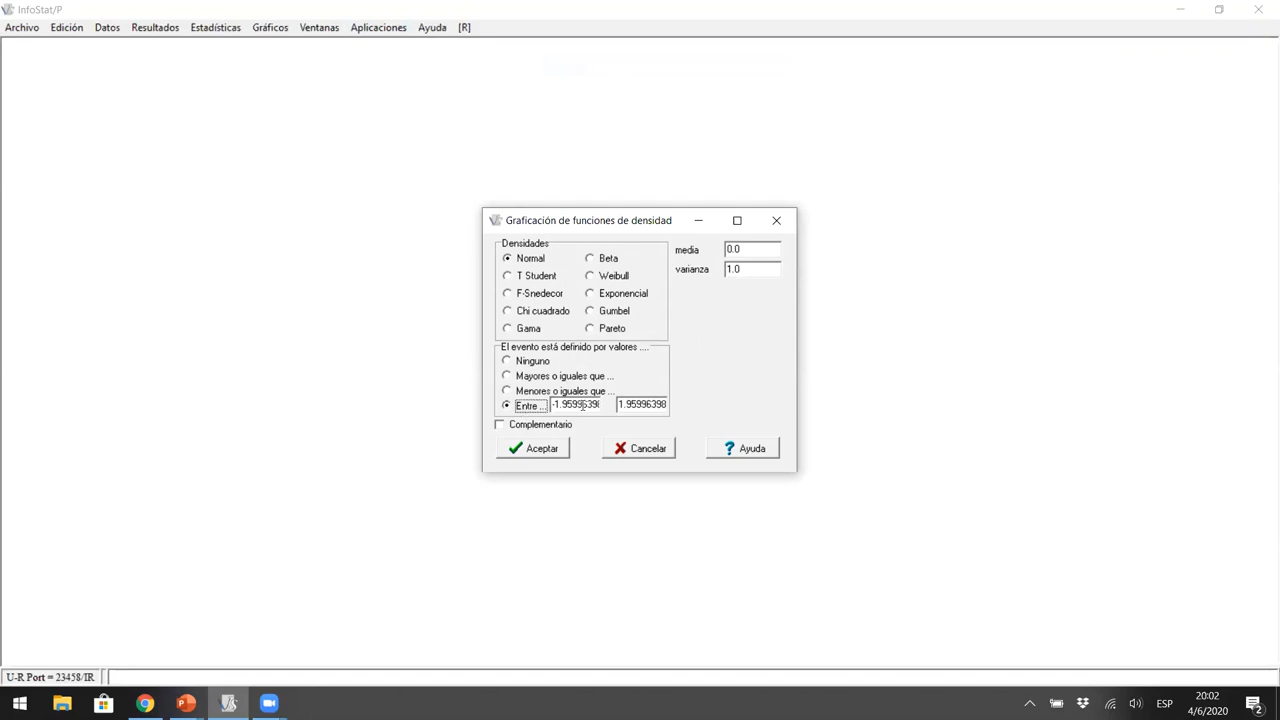 InfoStat/P
Archivo Edición Datos Resultados Estadísticas Gráficos Ventanas Aplicaciones Ayuda [R]
Graficación de funciones de densidad
Densidades
Normal
T Student
F-Snedecor
Chi cuadrado
Gama
Beta
Weibull
Exponencial
Gumbel
Pareto
media 0.0
varianza 1.0
El evento está definido por valores ....
Ninguno
Mayores o iguales que ...
Menores o iguales que ...
Entre ... -1.95996398 1.95996398
Complementario
Aceptar Cancelar Ayuda
U-R Port = 23458/IR
ESP
20:02
4/6/2020
2